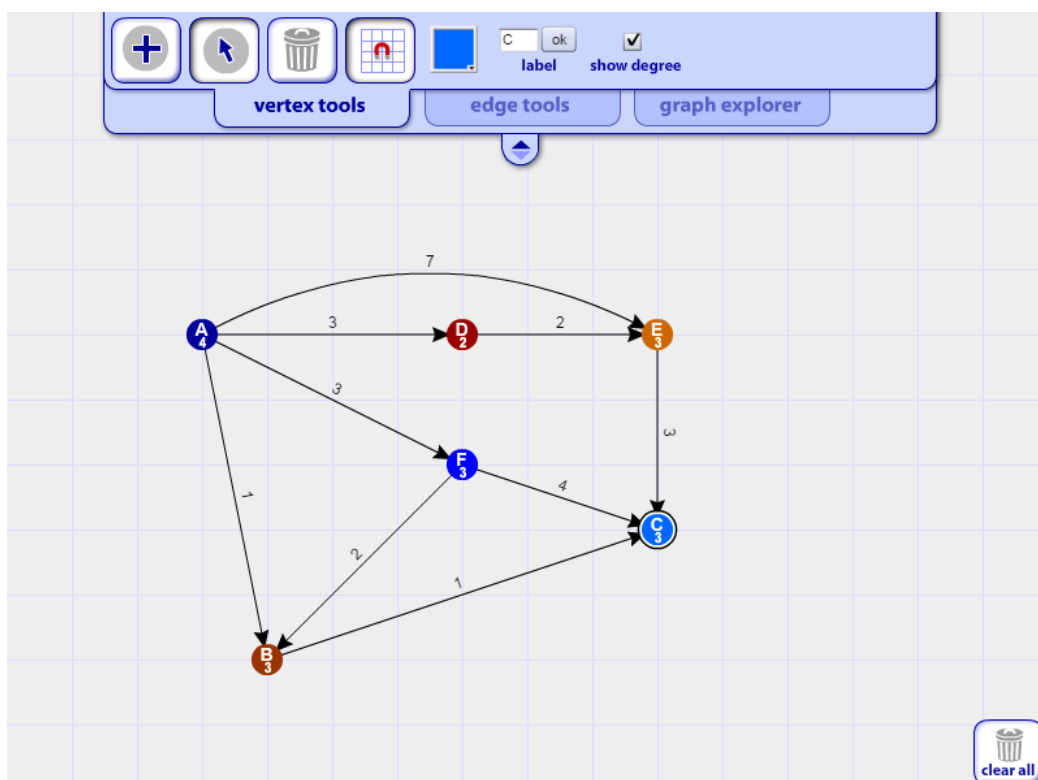 C ok
label show degree
vertex tools edge tools graph explorer
7
A 4
3
D 2
2
E 3
3
3
F 3
1
4
C 3
2
1
B 3
clear all